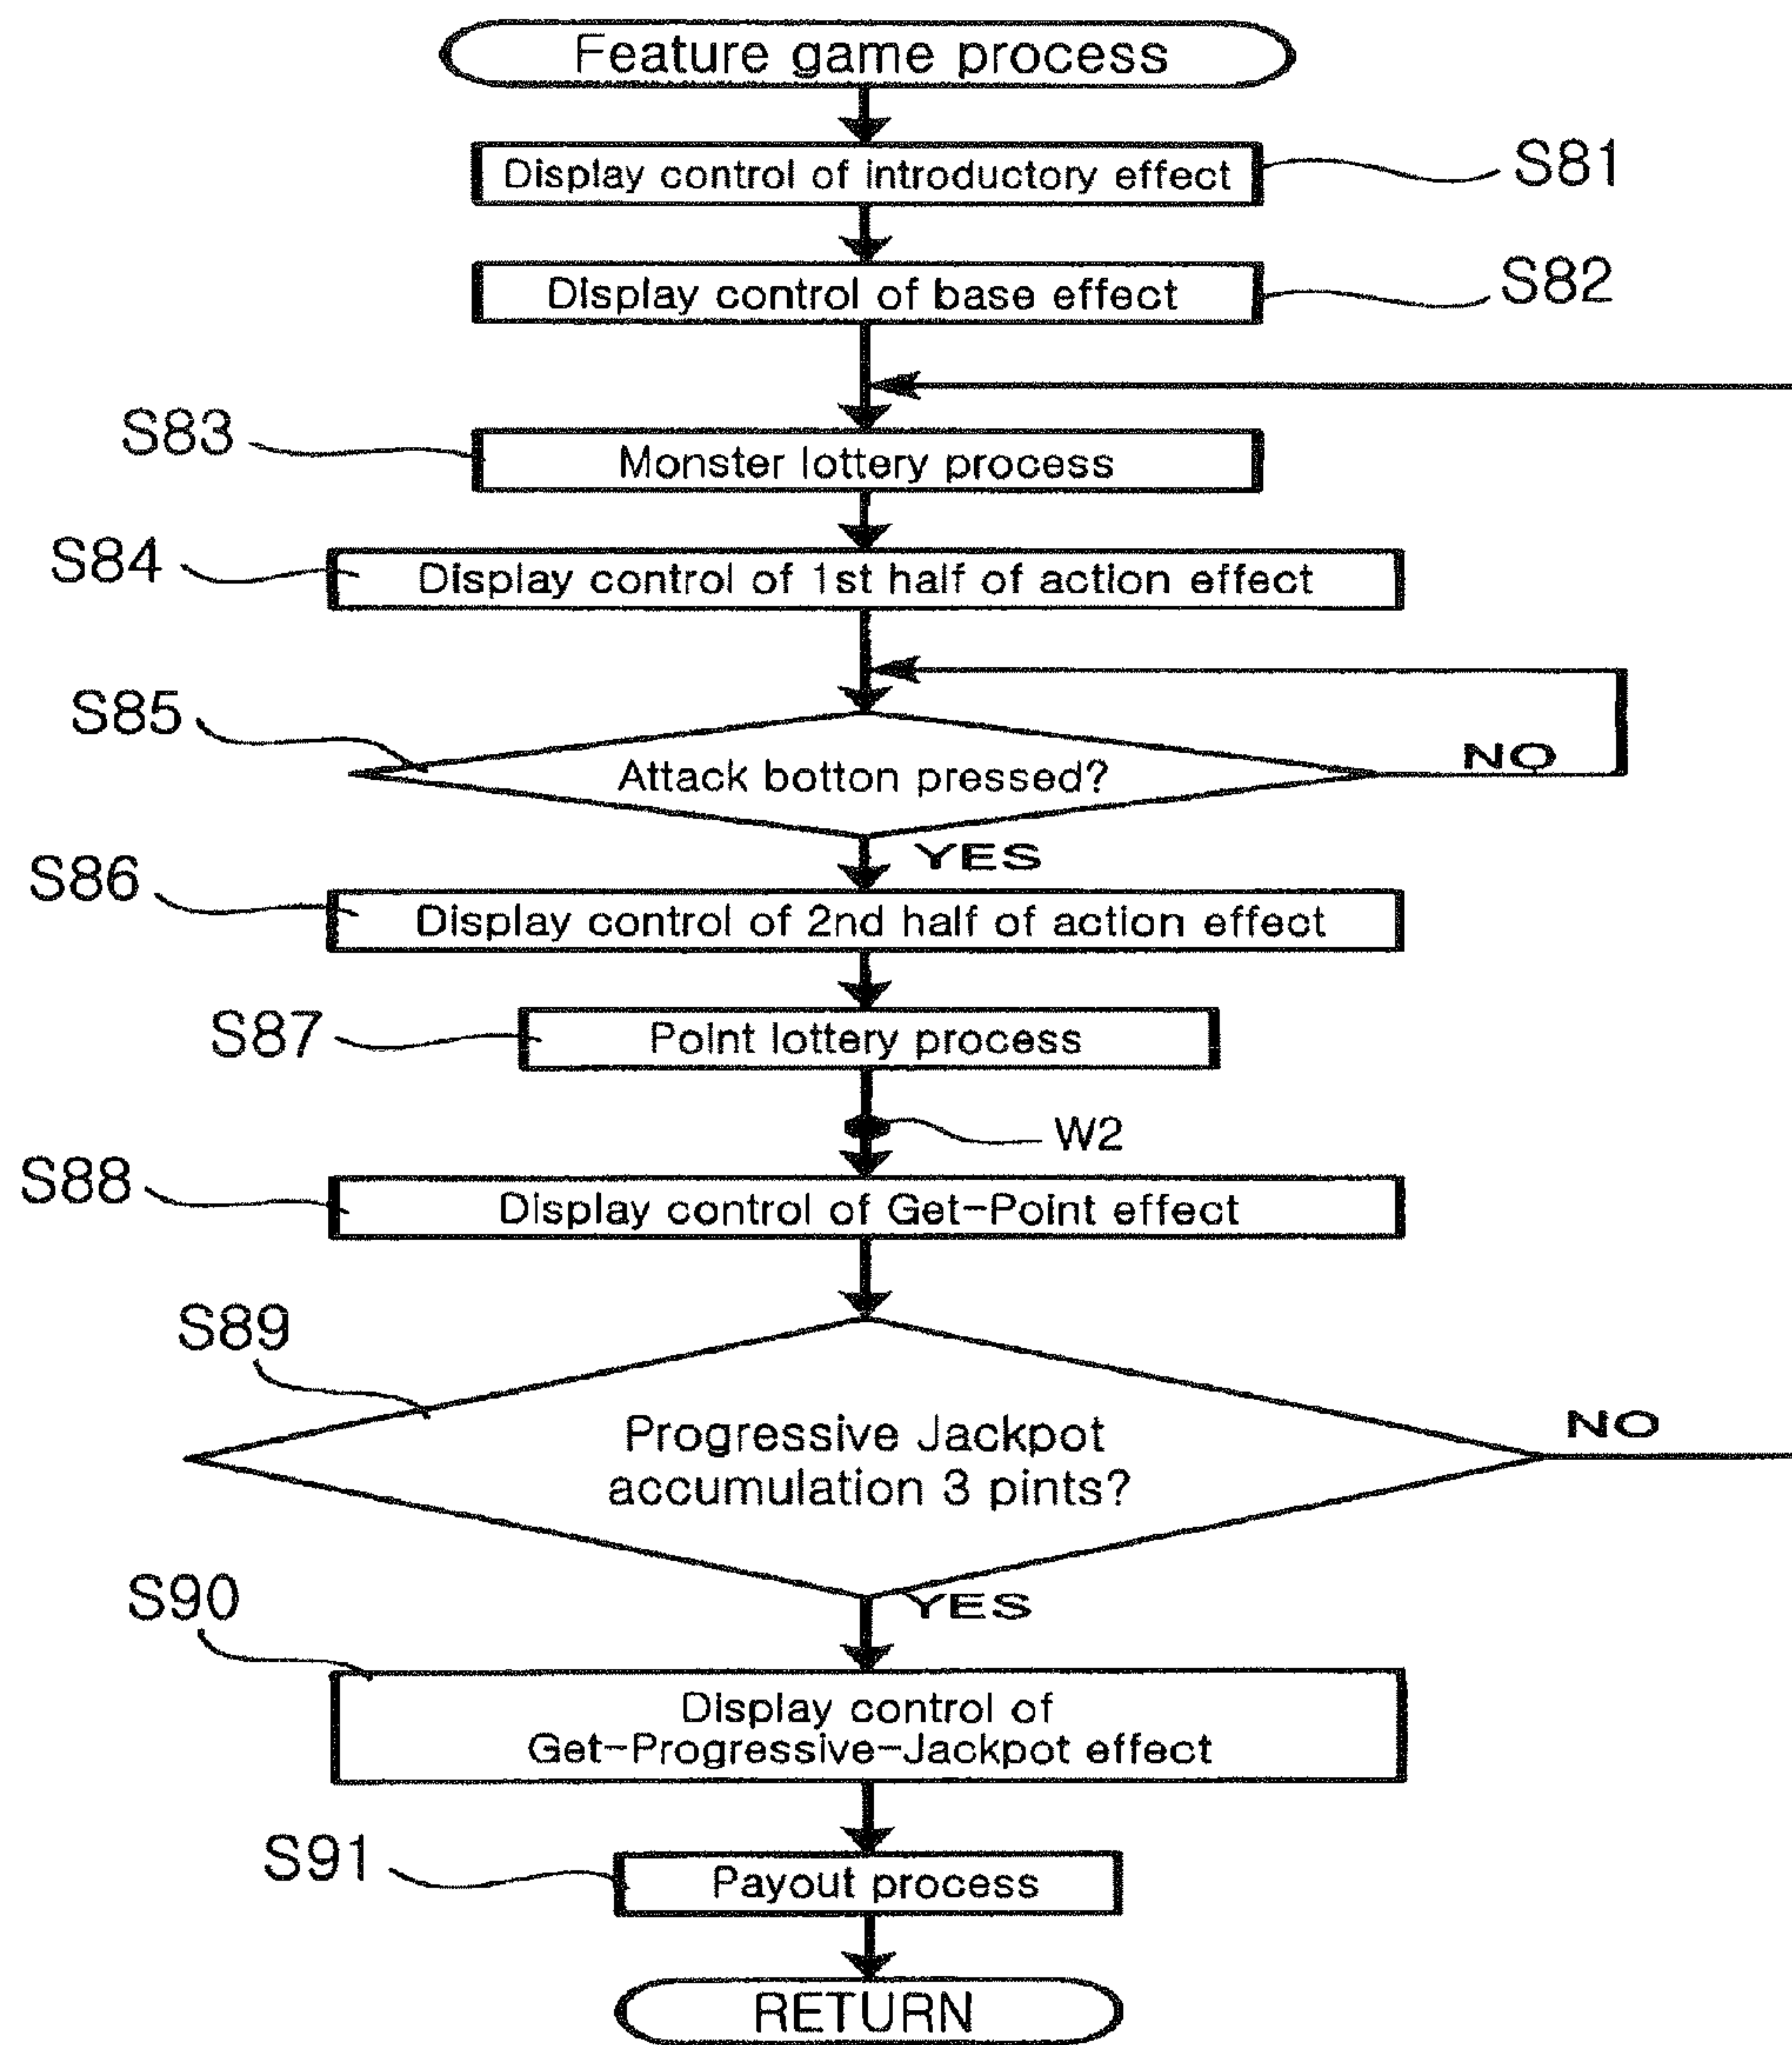 Feature game process
Display control of introductory effect
S81
Display control of base effect
S82
S83
Monster lottery process
S84
Display control of 1st half of action effect
S85
Attack botton pressed?
NO
YES
S86
Display control of 2nd half of action effect
S87
Point lottery process
W2
S88
Display control of Get-Point effect
S89
Progressive Jackpot
accumulation 3 pints?
NO
YES
S90
Display control of
Get-Progressive-Jackpot effect
S91
Payout process
RETURN